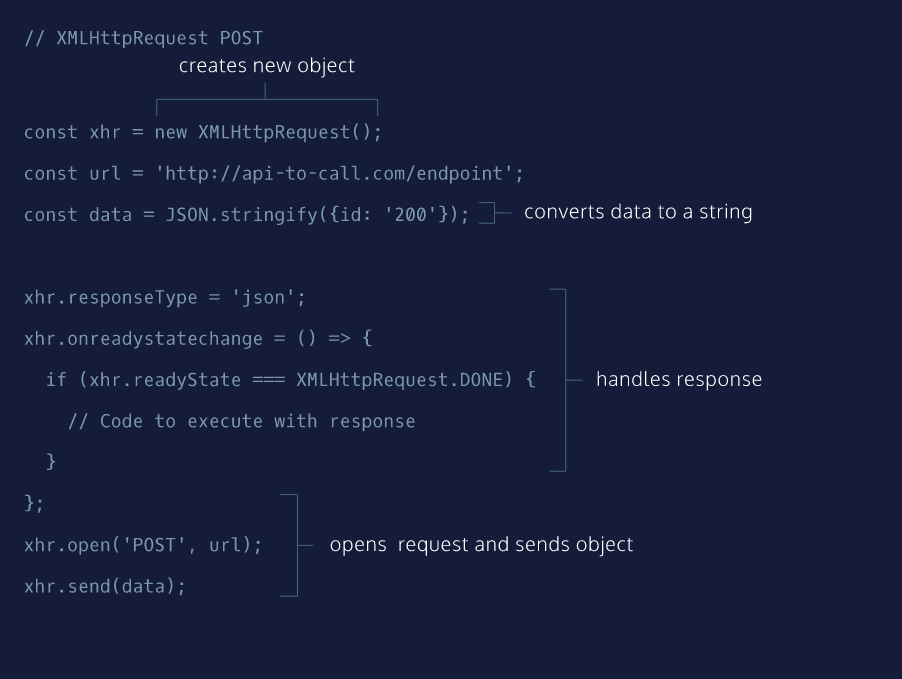 // XMLHttpRequest POST
creates new object
const xhr = new XMLHttpRequest();
const url = 'http://api-to-call.com/endpoint';
const data = JSON.stringify({id: '200'});
converts data to a string
xhr.responseType = 'json';
xhr.onreadystatechange = () => {
if (xhr.readyState === XMLHttpRequest.DONE) {
handles response
// Code to execute with response
}
};
xhr.open('POST', url);
opens request and sends object
xhr.send(data);